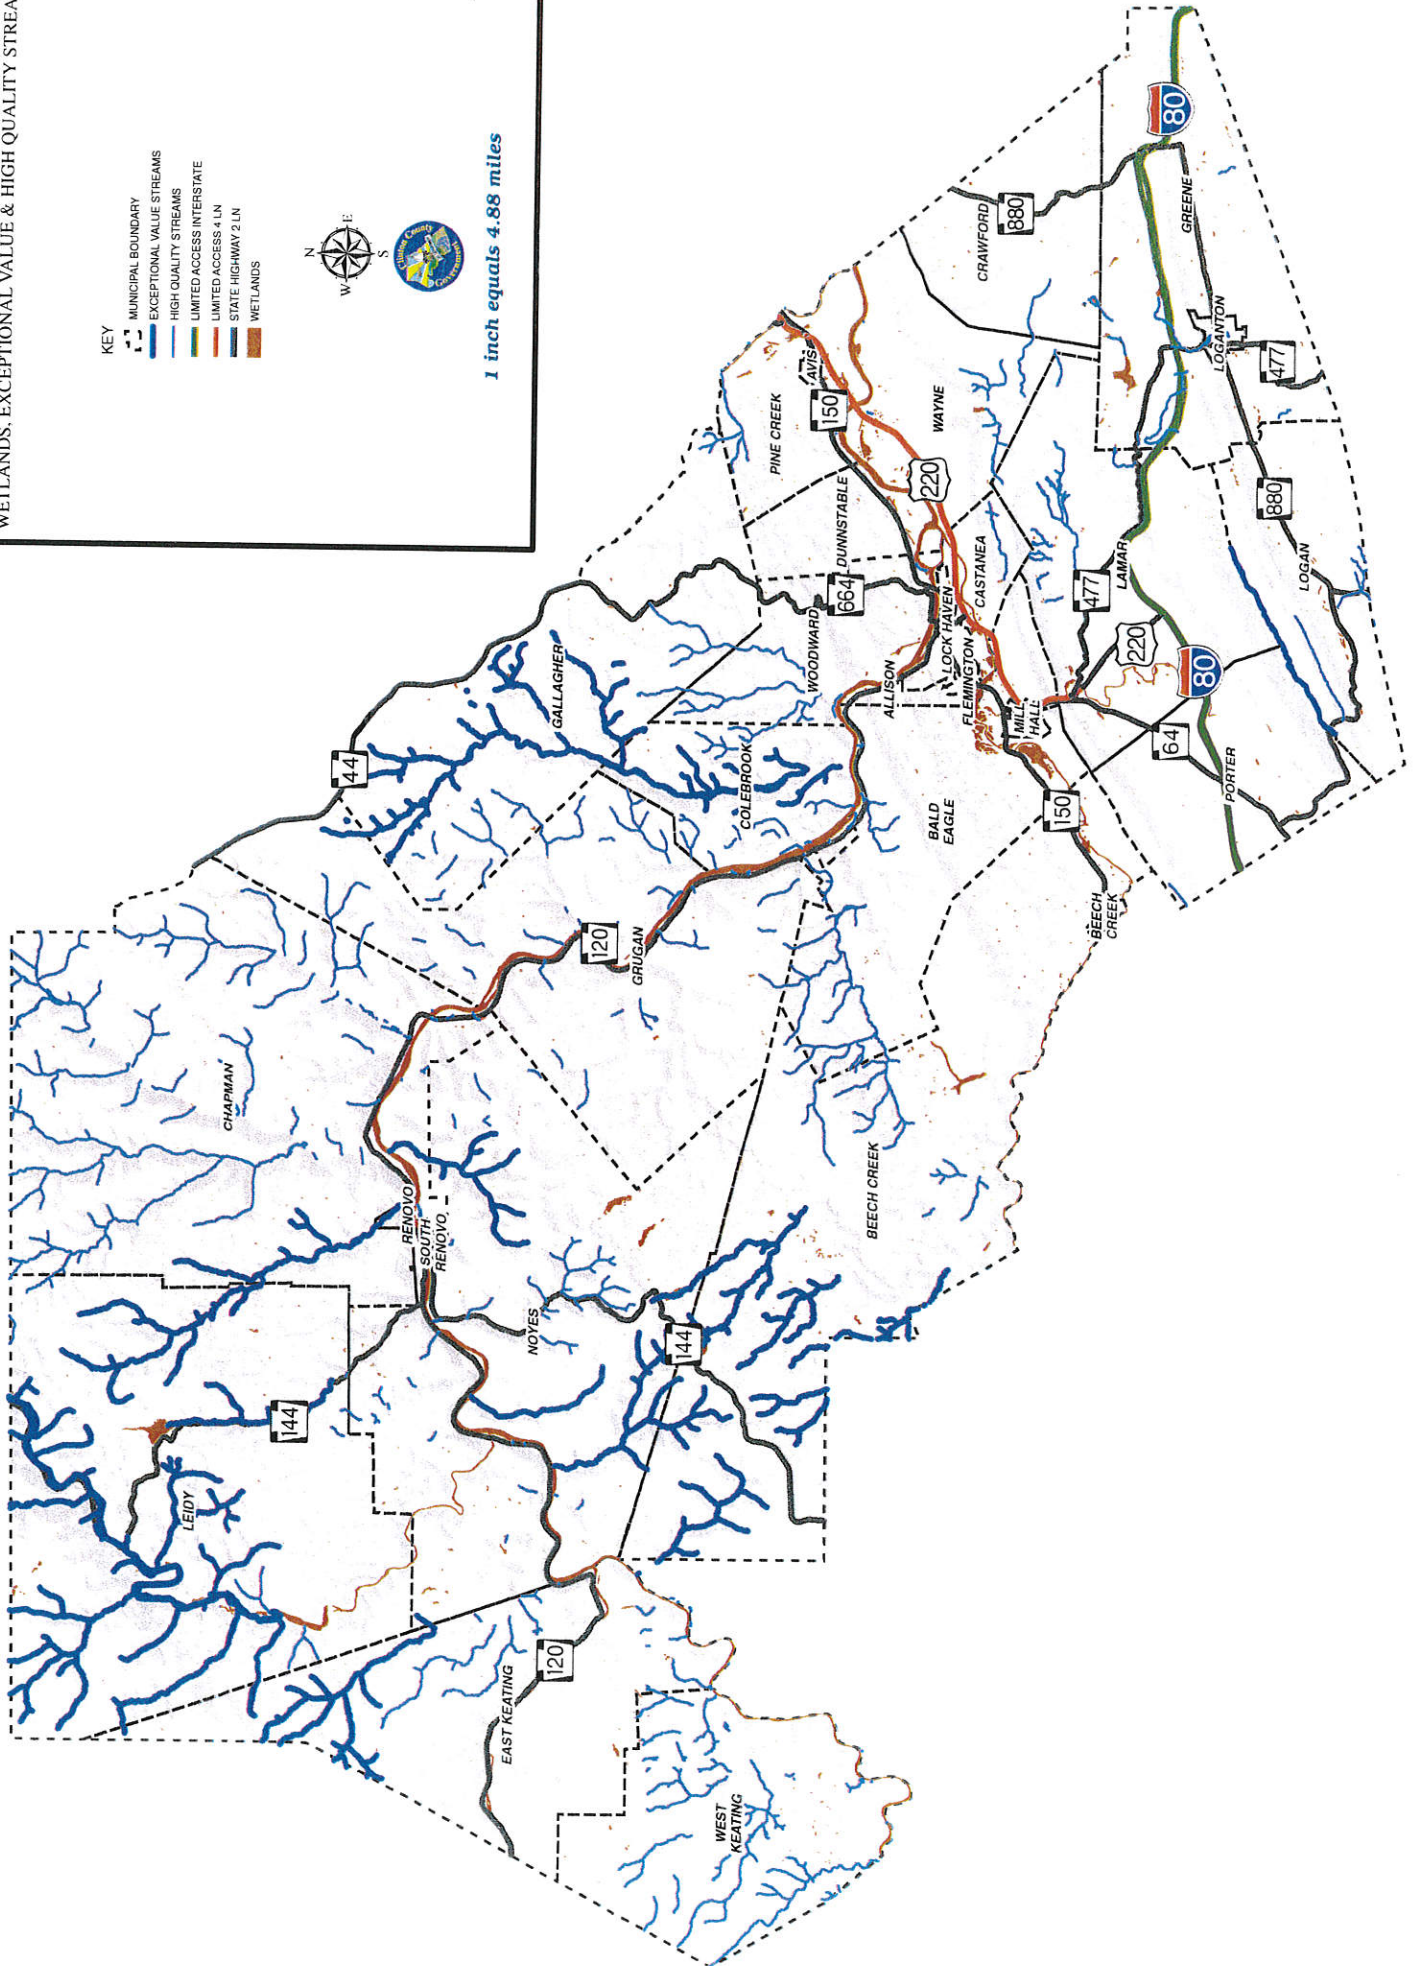 WETLANDS, EXCEPTIONAL VALUE & HIGH QUALITY STREA
KEY
MUNICIPAL BOUNDARY
EXCEPTIONAL VALUE STREAMS
HIGH QUALITY STREAMS
LIMITED ACCESS INTERSTATE
LIMITED ACCESS 4 LN
STATE HIGHWAY 2 LN
WETLANDS
N
W
E
S
Clinton County
Government
1 inch equals 4.88 miles
LEIDY
144
CHAPMAN
44
GALLAGHER
EAST KEATING
120
NOYES
RENOVO
SOUTH
RENOVO
144
GRUGAN
120
COLEBROOK
WOODWARD
664
DUNNSTABLE
PINE CREEK
150
AVIS
WEST
KEATING
BEECH CREEK
BALD
EAGLE
ALLISON
LOCK HAVEN
FLEMINGTON
CASTANEA
220
WAYNE
CRAWFORD
880
MILL
HALL
150
BEECH
CREEK
477
LAMAR
220
80
64
PORTER
GREENE
80
LOGANTON
477
880
LOGAN